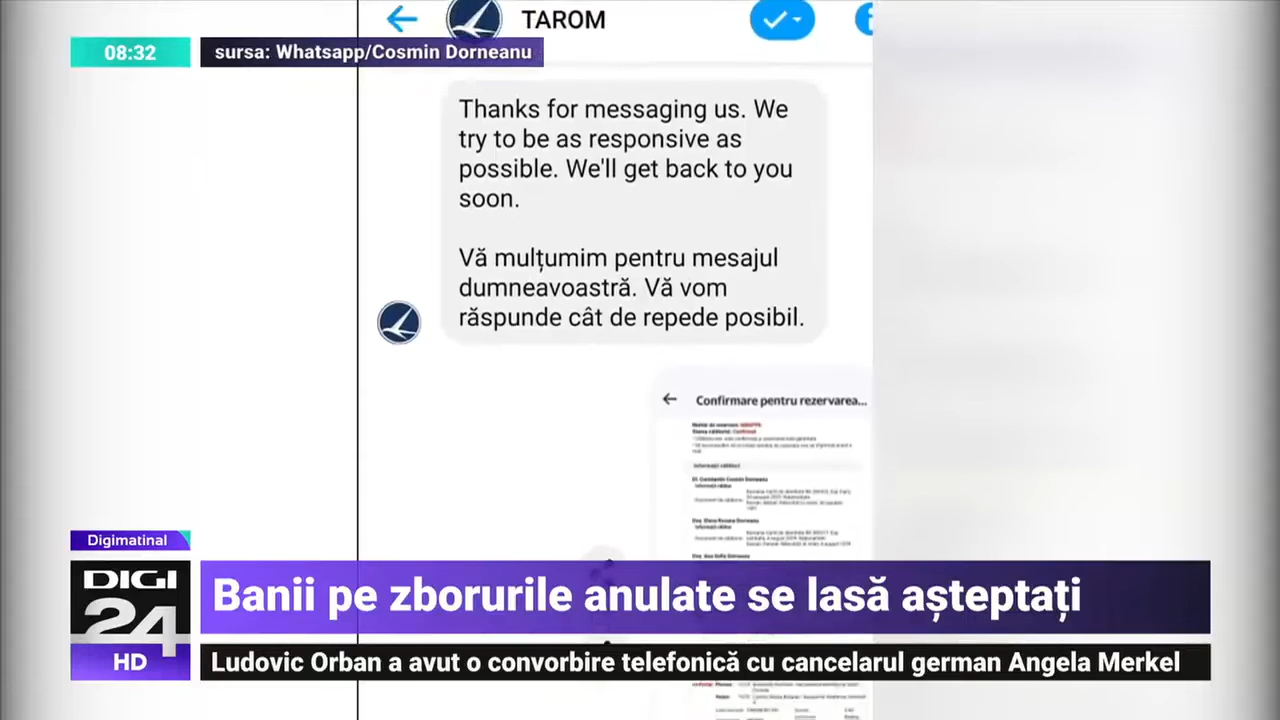 TAROM
08:32
sursa: Whatsapp/Cosmin Dorneanu
Thanks for messaging us. We
try to be as responsive as
possible. We'll get back to you
soon.
Vă mulțumim pentru mesajul
dumneavoastră. Vă vom
răspunde cât de repede posibil.
Confirmare pentru rezervarea...
Informații călători
Digimatinal
DIGI
24
HD
Banii pe zborurile anulate se lasă așteptați
Ludovic Orban a avut o convorbire telefonică cu cancelarul german Angela Merkel